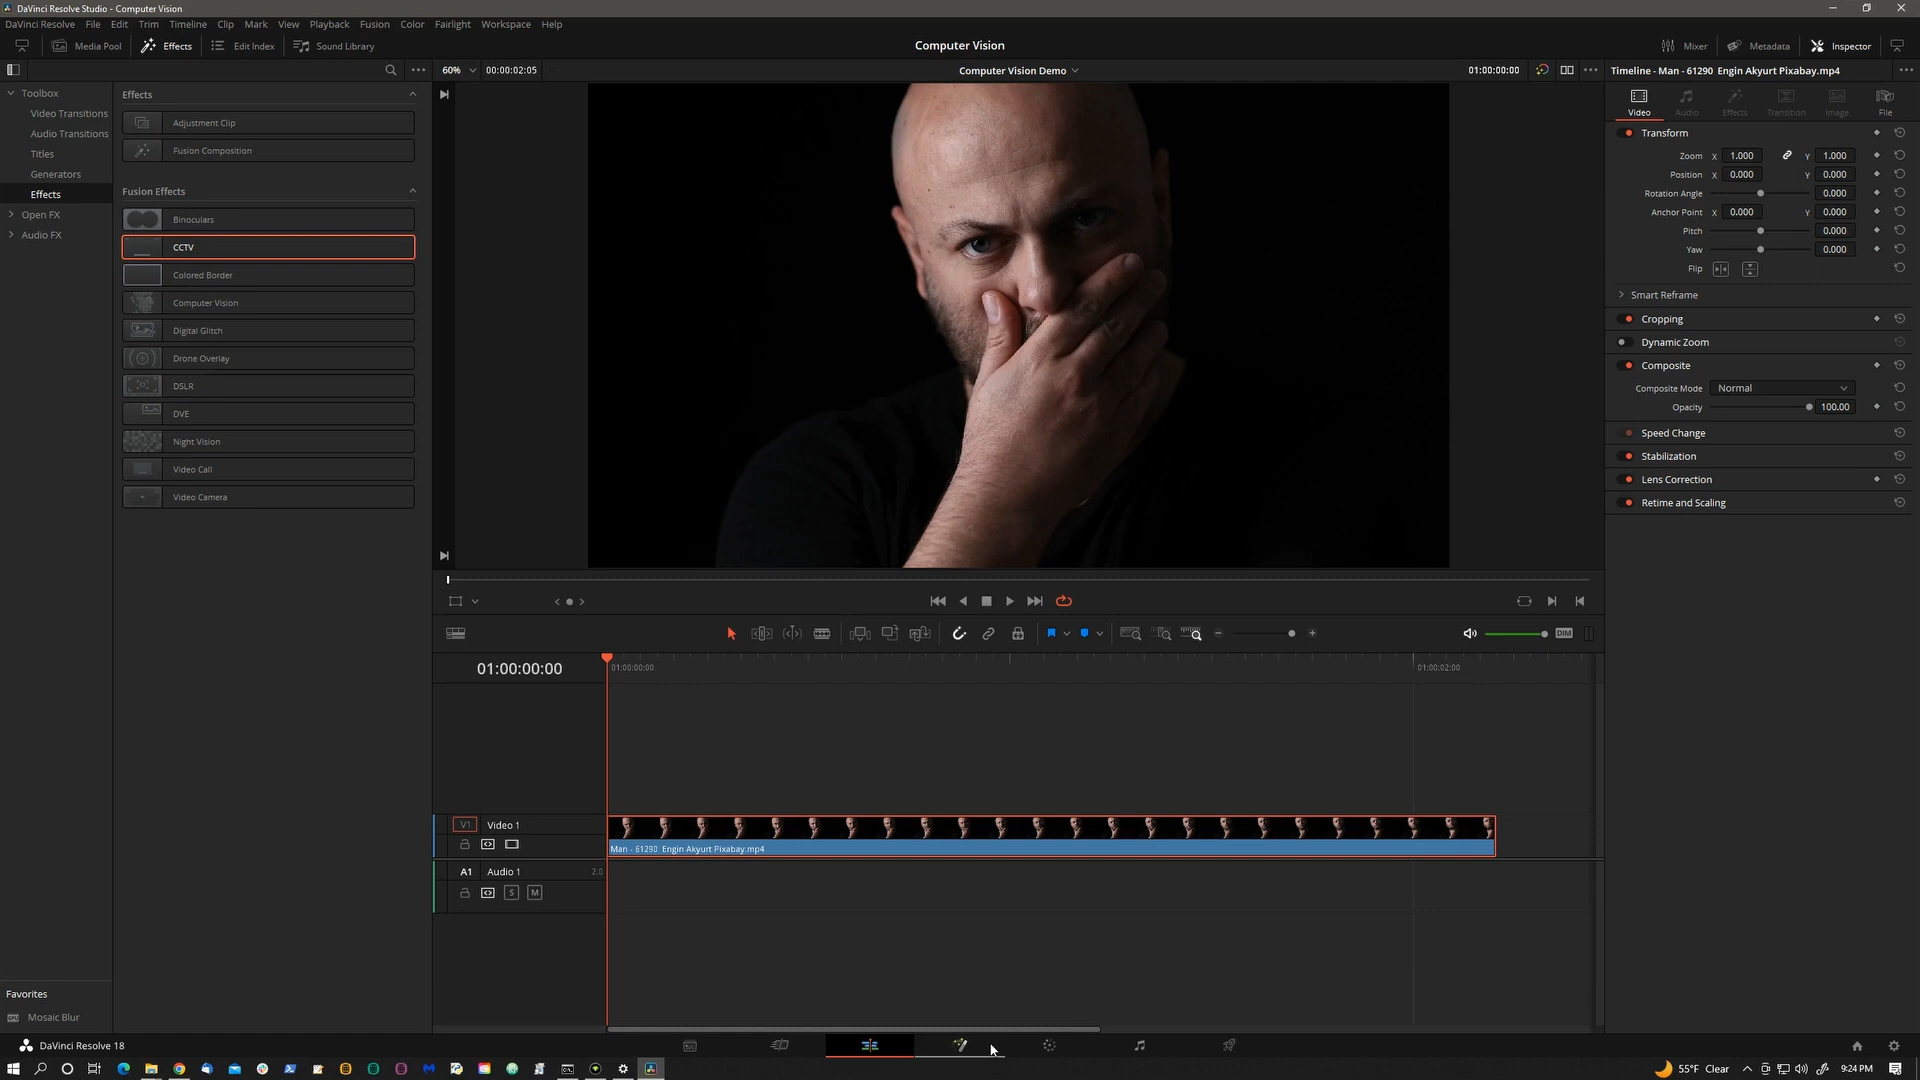 DaVinci Resolve Studio - Computer Vision
DaVinci Resolve File Edit Trim Timeline Clip Mark View Playback Fusion Color Fairlight Workspace Help
Media Pool Effects Edit Index Sound Library
Computer Vision
Mixer Metadata Inspector
60% 00:00:02:05
Computer Vision Demo
01:00:00:00
Timeline - Man - 61290 Engin Akyurt Pixabay.mp4
Toolbox
Video Transitions
Audio Transitions
Titles
Generators
Effects
Open FX
Audio FX
Effects
Adjustment Clip
Fusion Composition
Fusion Effects
Binoculars
CCTV
Colored Border
Computer Vision
Digital Glitch
Drone Overlay
DSLR
DVE
Night Vision
Video Call
Video Camera
Video Audio Effects Transition Image File
Transform
Zoom X 1.000 Y 1.000
Position X 0.000 Y 0.000
Rotation Angle 0.000
Anchor Point X 0.000 Y 0.000
Pitch 0.000
Yaw 0.000
Flip
Smart Reframe
Cropping
Dynamic Zoom
Composite
Composite Mode Normal
Opacity 100.00
Speed Change
Stabilization
Lens Correction
Retime and Scaling
DIM
01:00:00:00
01:00:00:00
01:00:02:00
V1 Video 1
Man - 61290 Engin Akyurt Pixabay.mp4
A1 Audio 1 2.0
S M
Favorites
Mosaic Blur
DaVinci Resolve 18
55°F Clear
9:24 PM